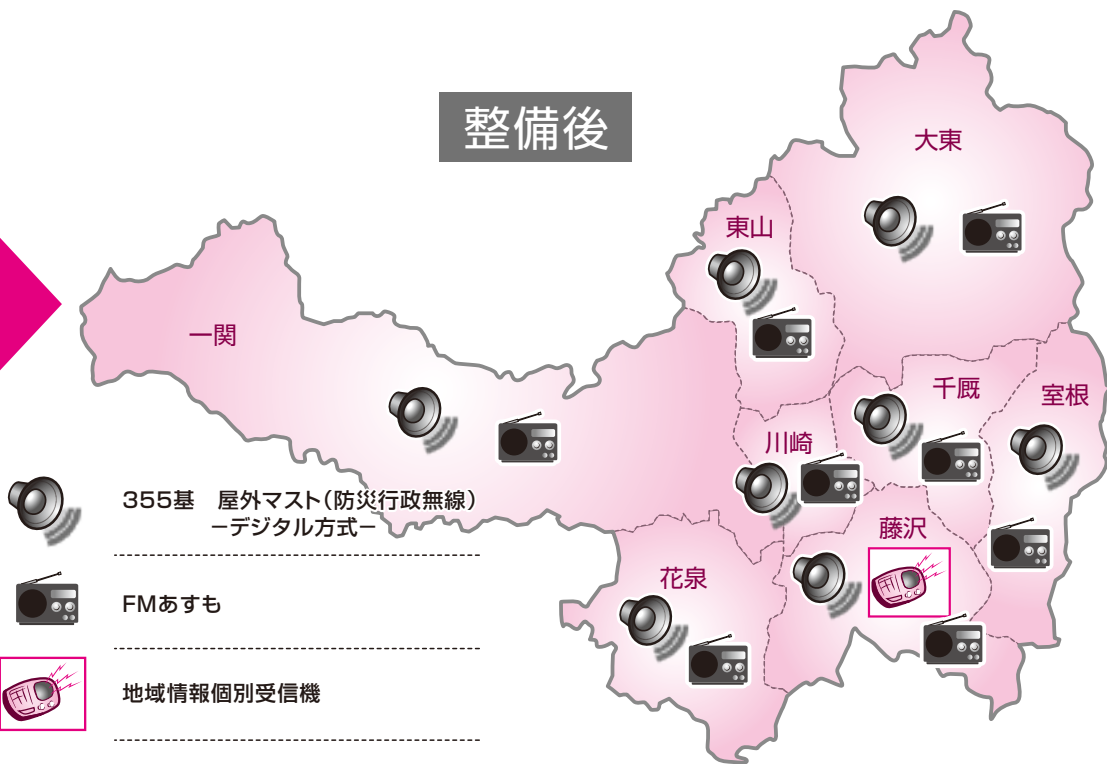 整備後
大東
東山
一関
千厩
室根
川崎
藤沢
花泉
355基　屋外マスト（防災行政無線）
−デジタル方式−
FMあすも
地域情報個別受信機